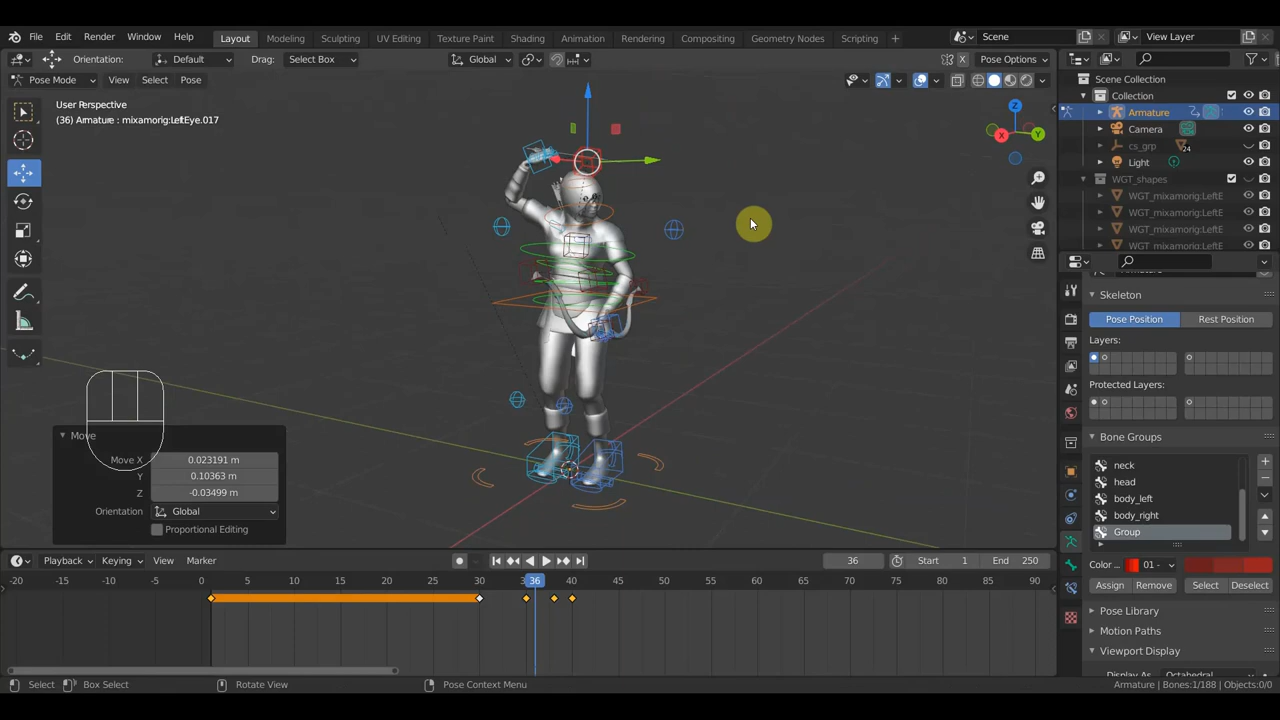 File Edit Render Window Help Layout Modeling Sculpting UV Editing Texture Paint Shading Animation Rendering Compositing Geometry Nodes Scripting + Scene View Layer
Orientation: Default Drag: Select Box Global X Pose Options
Pose Mode View Select Pose
User Perspective
(36) Armature : mixamorig:LeftEye.017
Z
Y
X
Scene Collection
Collection
Armature
Camera
cs_grp 24
Light
WGT_shapes
WGT_mixamorig:LeftE
WGT_mixamorig:LeftE
WGT_mixamorig:LeftE
WGT_mixamorig:LeftE
Skeleton
Pose Position Rest Position
Layers:
Protected Layers:
Bone Groups
neck
head
body_left
body_right
Group
Color ... 01 -
Assign Remove Select Deselect
Pose Library
Motion Paths
Viewport Display
Display As Octahedral
Move
Move X 0.023191 m
Y 0.10363 m
Z -0.03499 m
Orientation Global
Proportional Editing
Playback Keying View Marker 36 Start 1 End 250
-20 -15 -10 -5 0 5 10 15 20 25 30 36 40 45 50 55 60 65 70 75 80 85 90
Select Box Select Rotate View Pose Context Menu Armature | Bones:1/188 | Objects:0/0